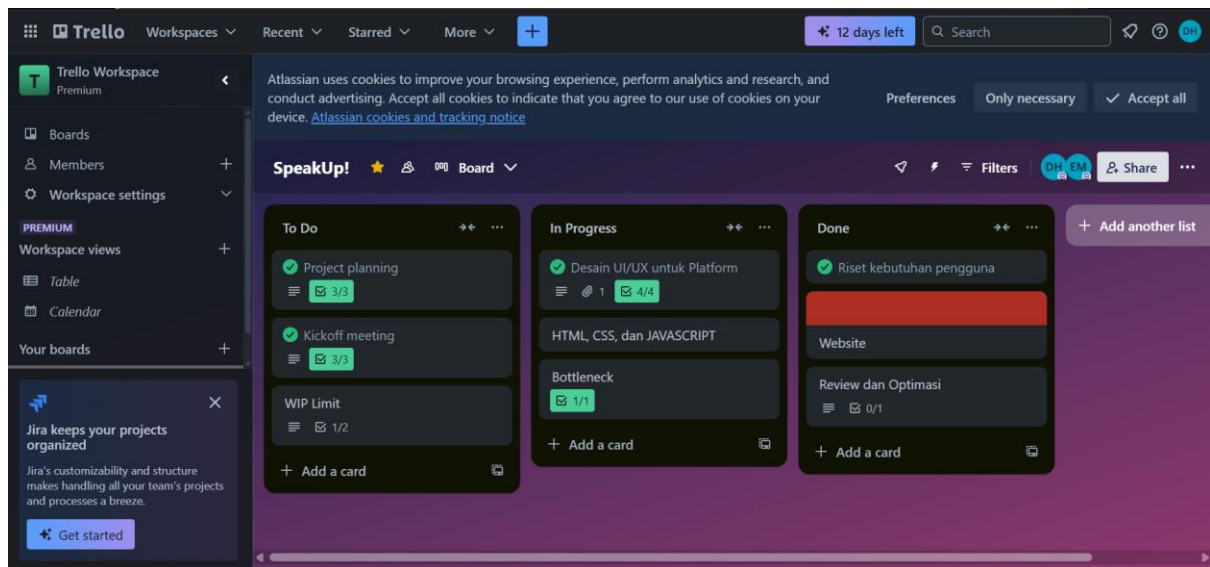 Trello Workspaces Recent Starred More + 12 days left Search DH
T Trello Workspace
Premium
Boards
Members +
Workspace settings
PREMIUM
Workspace views +
Table
Calendar
Your boards +
Jira keeps your projects
organized
Jira's customizability and structure
makes handling all your team's projects
and processes a breeze.
Get started
Atlassian uses cookies to improve your browsing experience, perform analytics and research, and
conduct advertising. Accept all cookies to indicate that you agree to our use of cookies on your
device. Atlassian cookies and tracking notice
Preferences Only necessary Accept all
SpeakUp! Board Filters DH EM Share
To Do
Project planning
3/3
Kickoff meeting
3/3
WIP Limit
1/2
+ Add a card
In Progress
Desain UI/UX untuk Platform
1 4/4
HTML, CSS, dan JAVASCRIPT
Bottleneck
1/1
+ Add a card
Done
Riset kebutuhan pengguna
Website
Review dan Optimasi
0/1
+ Add a card
+ Add another list